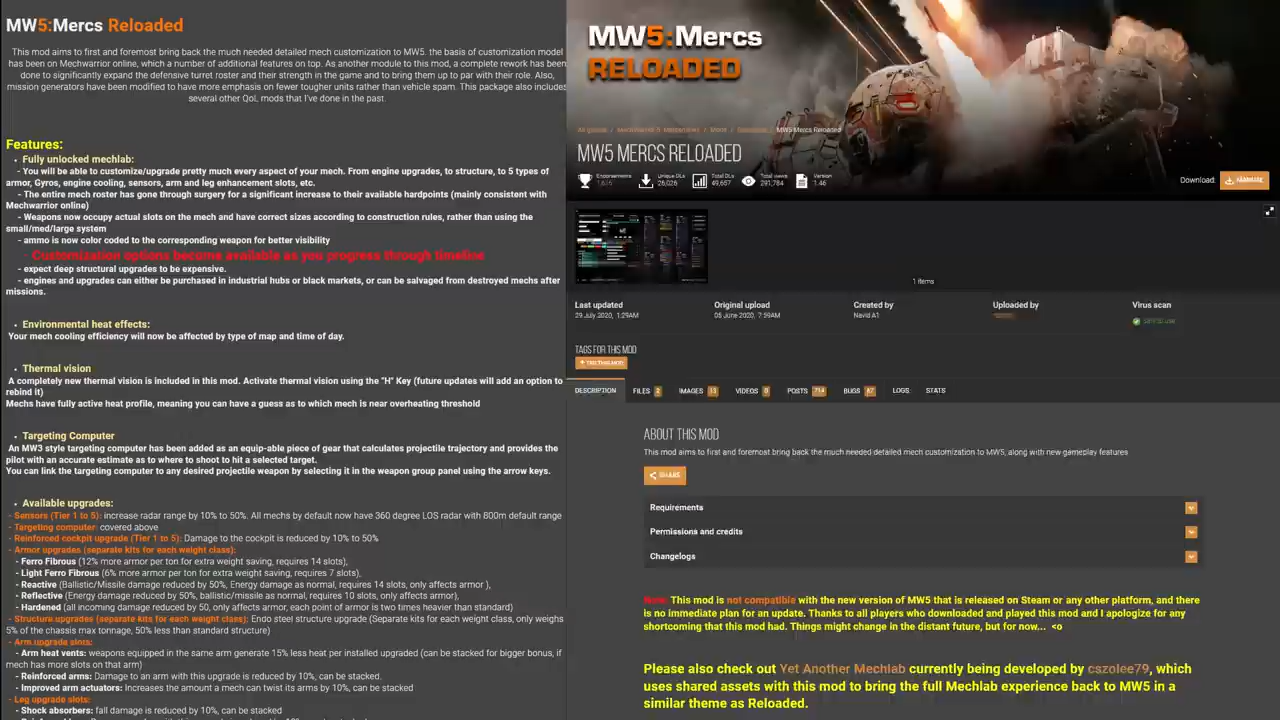 MW5:Mercs Reloaded
This mod aims to first and foremost bring back the much needed detailed mech customization to MW5. the basis of customization model
has been on Mechwarrior online, which a number of additional features on top. As another module to this mod, a complete rework has been
done to significantly expand the defensive turret roster and their strength in the game and to bring them up to par with their role. Also,
mission generators have been modified to have more emphasis on fewer tougher units rather than vehicle spam. This package also includes
several other QoL mods that I've done in the past.
Features:
• Fully unlocked mechlab:
- You will be able to customize/upgrade pretty much every aspect of your mech. From engine upgrades, to structure, to 5 types of
armor, Gyros, engine cooling, sensors, arm and leg enhancement slots, etc.
- The entire mech roster has gone through surgery for a significant increase to their available hardpoints (mainly consistent with
Mechwarrior online)
- Weapons now occupy actual slots on the mech and have correct sizes according to construction rules, rather than using the
small/med/large system
- ammo is now color coded to the corresponding weapon for better visibility
- Customization options become available as you progress through timeline
- expect deep structural upgrades to be expensive.
- engines and upgrades can either be purchased in industrial hubs or black markets, or can be salvaged from destroyed mechs after
missions.
• Environmental heat effects:
Your mech cooling efficiency will now be affected by type of map and time of day.
• Thermal vision
A completely new thermal vision is included in this mod. Activate thermal vision using the "H" Key (future updates will add an option to
rebind it)
Mechs have fully active heat profile, meaning you can have a guess as to which mech is near overheating threshold
• Targeting Computer
An MW3 style targeting computer has been added as an equip-able piece of gear that calculates projectile trajectory and provides the
pilot with an accurate estimate as to where to shoot to hit a selected target.
You can link the targeting computer to any desired projectile weapon by selecting it in the weapon group panel using the arrow keys.
• Available upgrades:
- Sensors (Tier 1 to 5): increase radar range by 10% to 50%. All mechs by default now have 360 degree LOS radar with 800m default range
- Targeting computer: covered above
- Reinforced cockpit upgrade (Tier 1 to 5): Damage to the cockpit is reduced by 10% to 50%
- Armor upgrades (separate kits for each weight class):
- Ferro Fibrous (12% more armor per ton for extra weight saving, requires 14 slots),
- Light Ferro Fibrous (6% more armor per ton for extra weight saving, requires 7 slots),
- Reactive (Ballistic/Missile damage reduced by 50%, Energy damage as normal, requires 14 slots, only affects armor ),
- Reflective (Energy damage reduced by 50%, ballistic/missile as normal, requires 10 slots, only affects armor),
- Hardened (all incoming damage reduced by 50, only affects armor, each point of armor is two times heavier than standard)
- Structure upgrades (separate kits for each weight class): Endo steel structure upgrade (Separate kits for each weight class, only weighs
5% of the chassis max tonnage, 50% less than standard structure)
- Arm upgrade slots:
- Arm heat vents: weapons equipped in the same arm generate 15% less heat per installed upgraded (can be stacked for bigger bonus, if
mech has more slots on that arm)
- Reinforced arms: Damage to an arm with this upgrade is reduced by 10%, can be stacked.
- Improved arm actuators: Increases the amount a mech can twist its arms by 10%, can be stacked
- Leg upgrade slots:
- Shock absorbers: fall damage is reduced by 10%, can be stacked
MW5:Mercs
RELOADED
MW5 Mercs Reloaded
MW5 MERCS RELOADED
Endorsements
Unique DLs
26,026
Total DLs
49,667
Total views
291,784
Version
1.46
Download:
1 items
Last updated
29 July 2020, 1:29AM
Original upload
Created by
Navid A1
Uploaded by
Virus scan
TAGS FOR THIS MOD
DESCRIPTION
FILES 2
IMAGES 13
VIDEOS 0
POSTS 714
BUGS
LOGS
STATS
ABOUT THIS MOD
This mod aims to first and foremost bring back the much needed detailed mech customization to MW5, along with new gameplay features
SHARE
Requirements
Permissions and credits
Changelogs
Note: This mod is not compatible with the new version of MW5 that is released on Steam or any other platform, and there
is no immediate plan for an update. Thanks to all players who downloaded and played this mod and I apologize for any
shortcoming that this mod had. Things might change in the distant future, but for now... <o
Please also check out Yet Another Mechlab currently being developed by cszolee79, which
uses shared assets with this mod to bring the full Mechlab experience back to MW5 in a
similar theme as Reloaded.